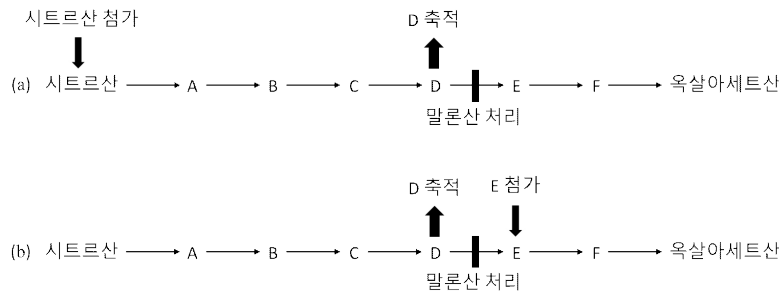 시트르산 첨가
D 축적
(a) 시트르산 A B C D E F 옥살아세트산
말론산 처리
D 축적 E 첨가
(b) 시트르산 A B C D E F 옥살아세트산
말론산 처리